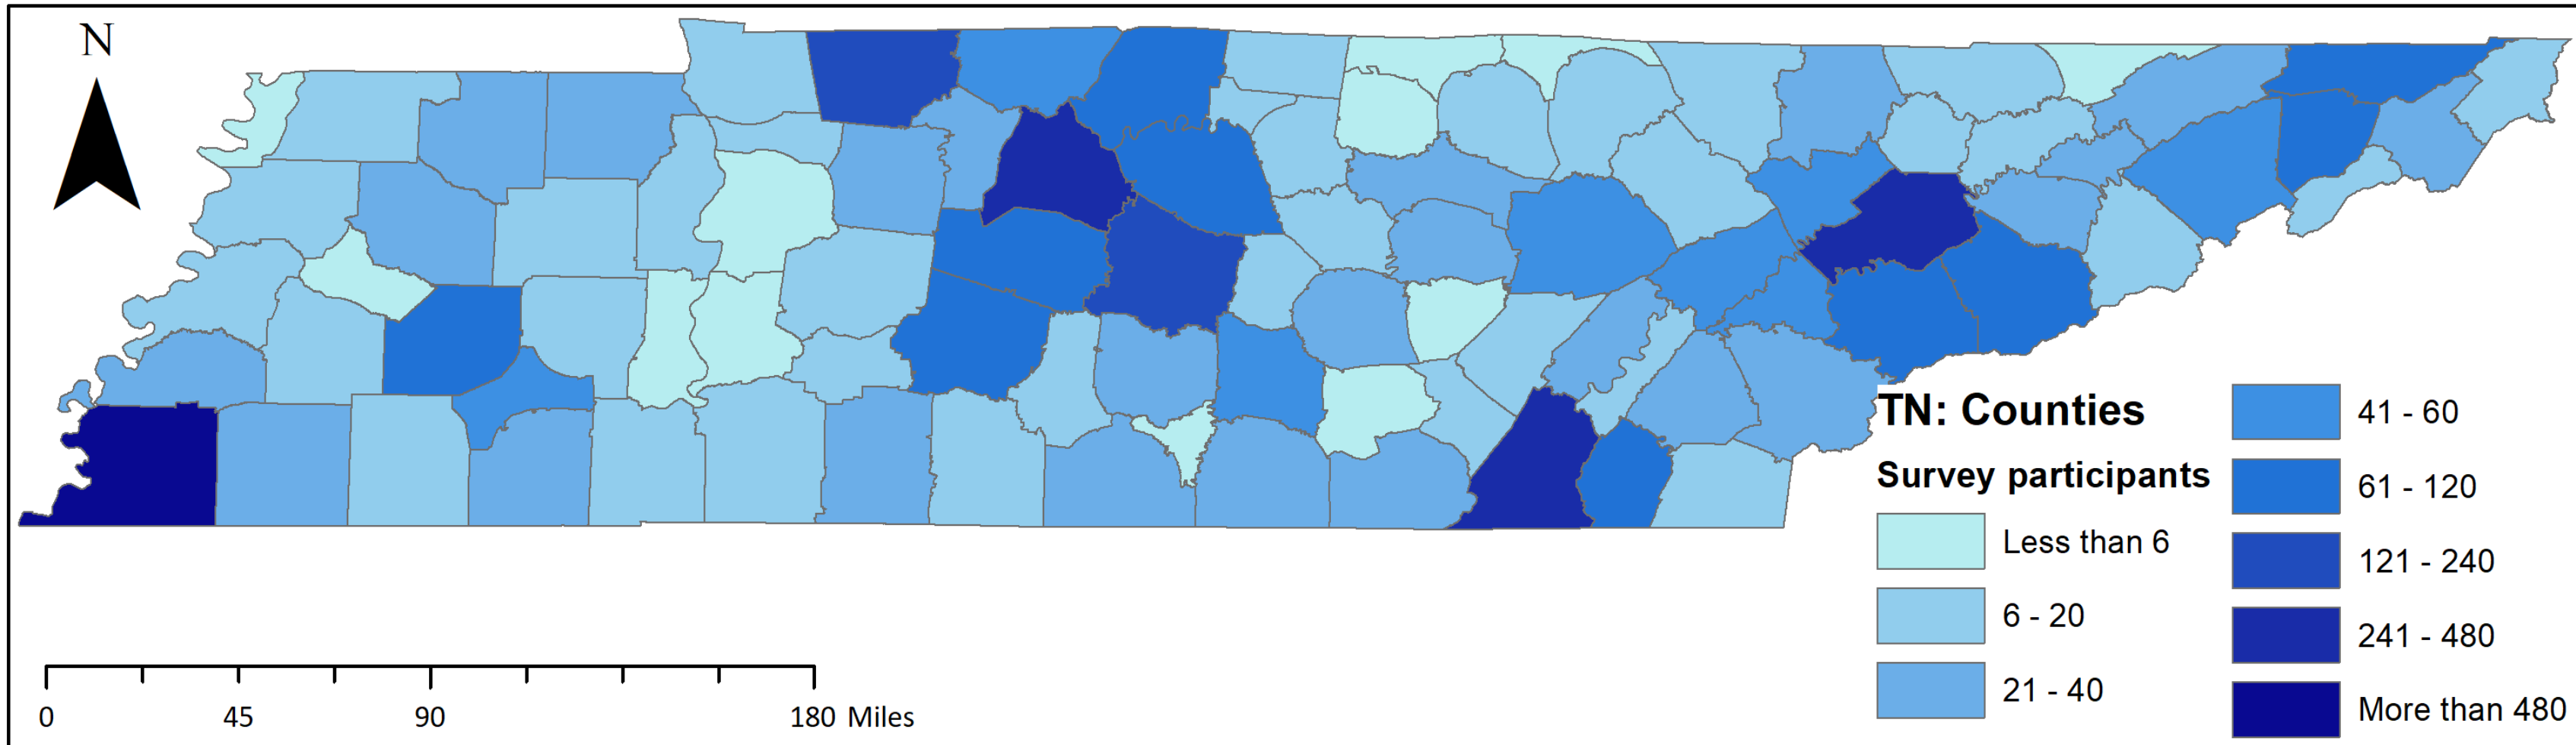 N
TN: Counties
Survey participants
Less than 6
6 - 20
21 - 40
41 - 60
61 - 120
121 - 240
241 - 480
More than 480
0 45 90 180 Miles